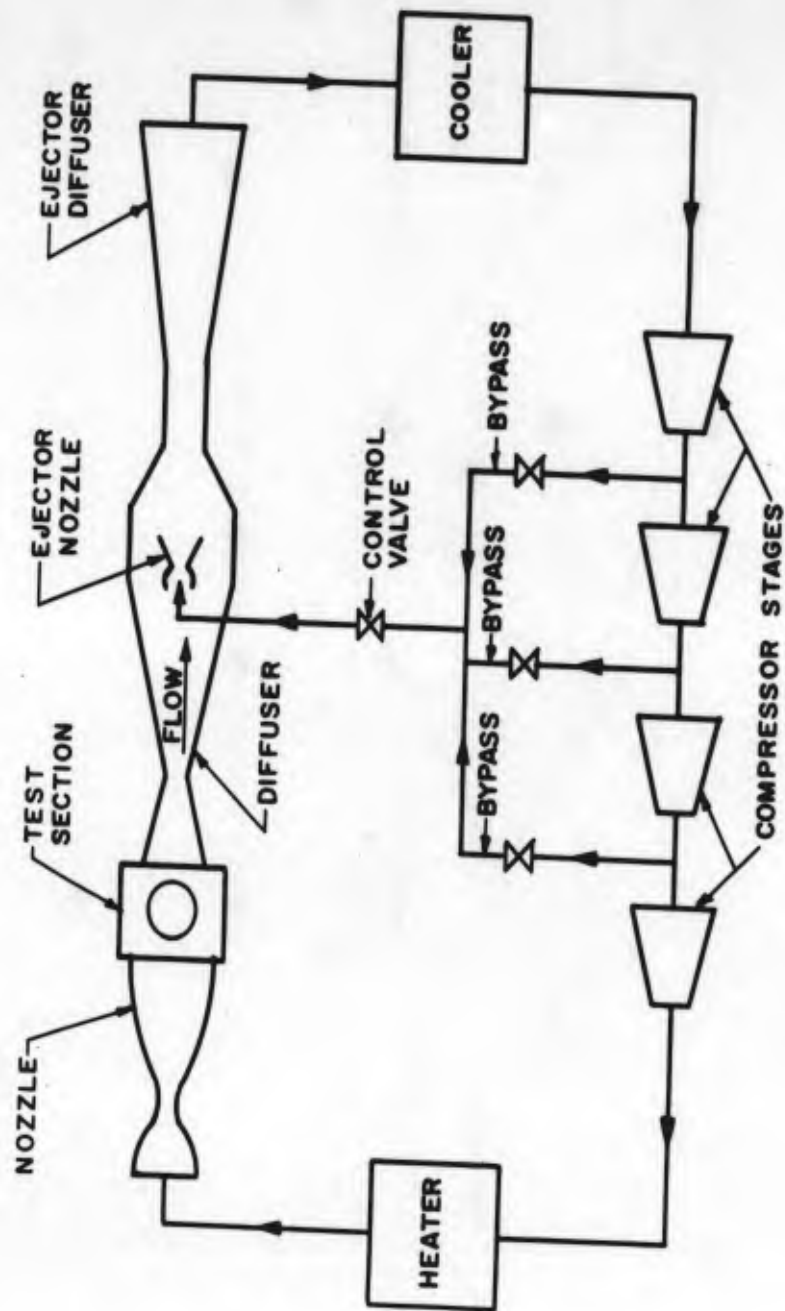 NOZZLE
TEST
SECTION
EJECTOR
NOZZLE
EJECTOR
DIFFUSER
FLOW
DIFFUSER
CONTROL
VALVE
BYPASS
BYPASS
BYPASS
HEATER
COOLER
COMPRESSOR STAGES